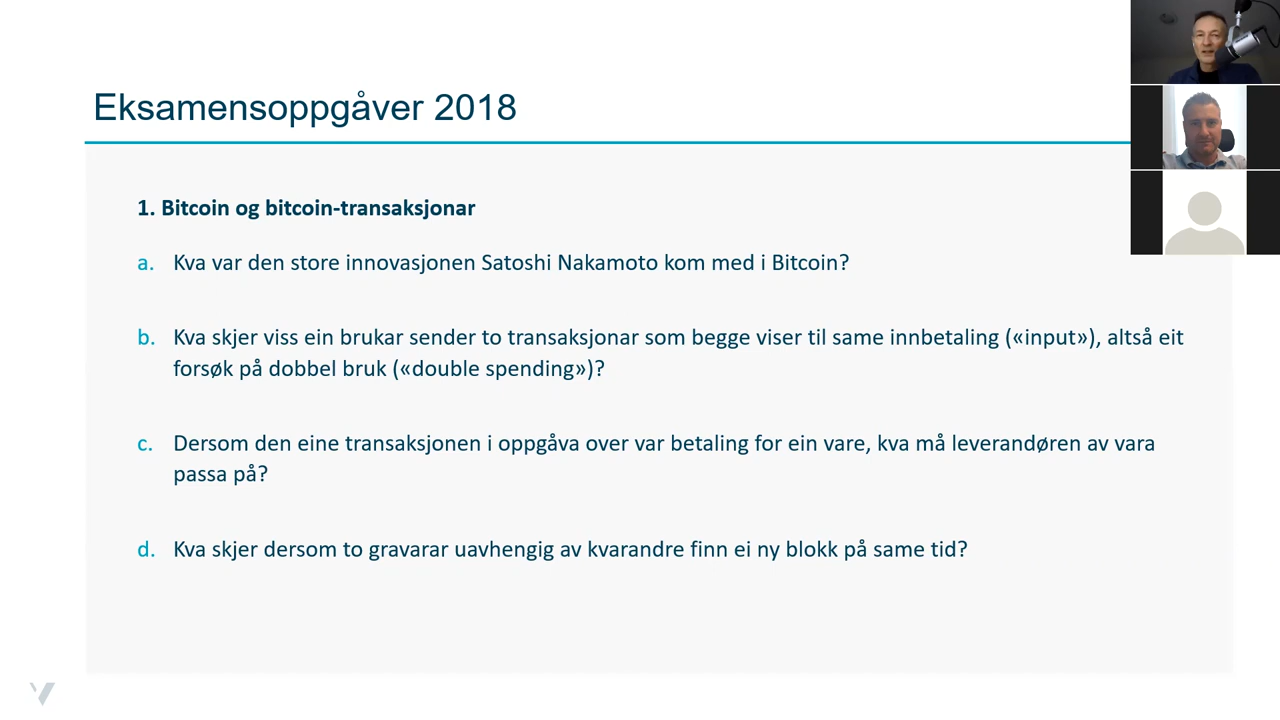 Eksamensoppgåver 2018
1. Bitcoin og bitcoin-transaksjonar
a. Kva var den store innovasjonen Satoshi Nakamoto kom med i Bitcoin?
b. Kva skjer viss ein brukar sender to transaksjonar som begge viser til same innbetaling («input»), altså eit
forsøk på dobbel bruk («double spending»)?
c. Dersom den eine transaksjonen i oppgåva over var betaling for ein vare, kva må leverandøren av vara
passa på?
d. Kva skjer dersom to gravarar uavhengig av kvarandre finn ei ny blokk på same tid?